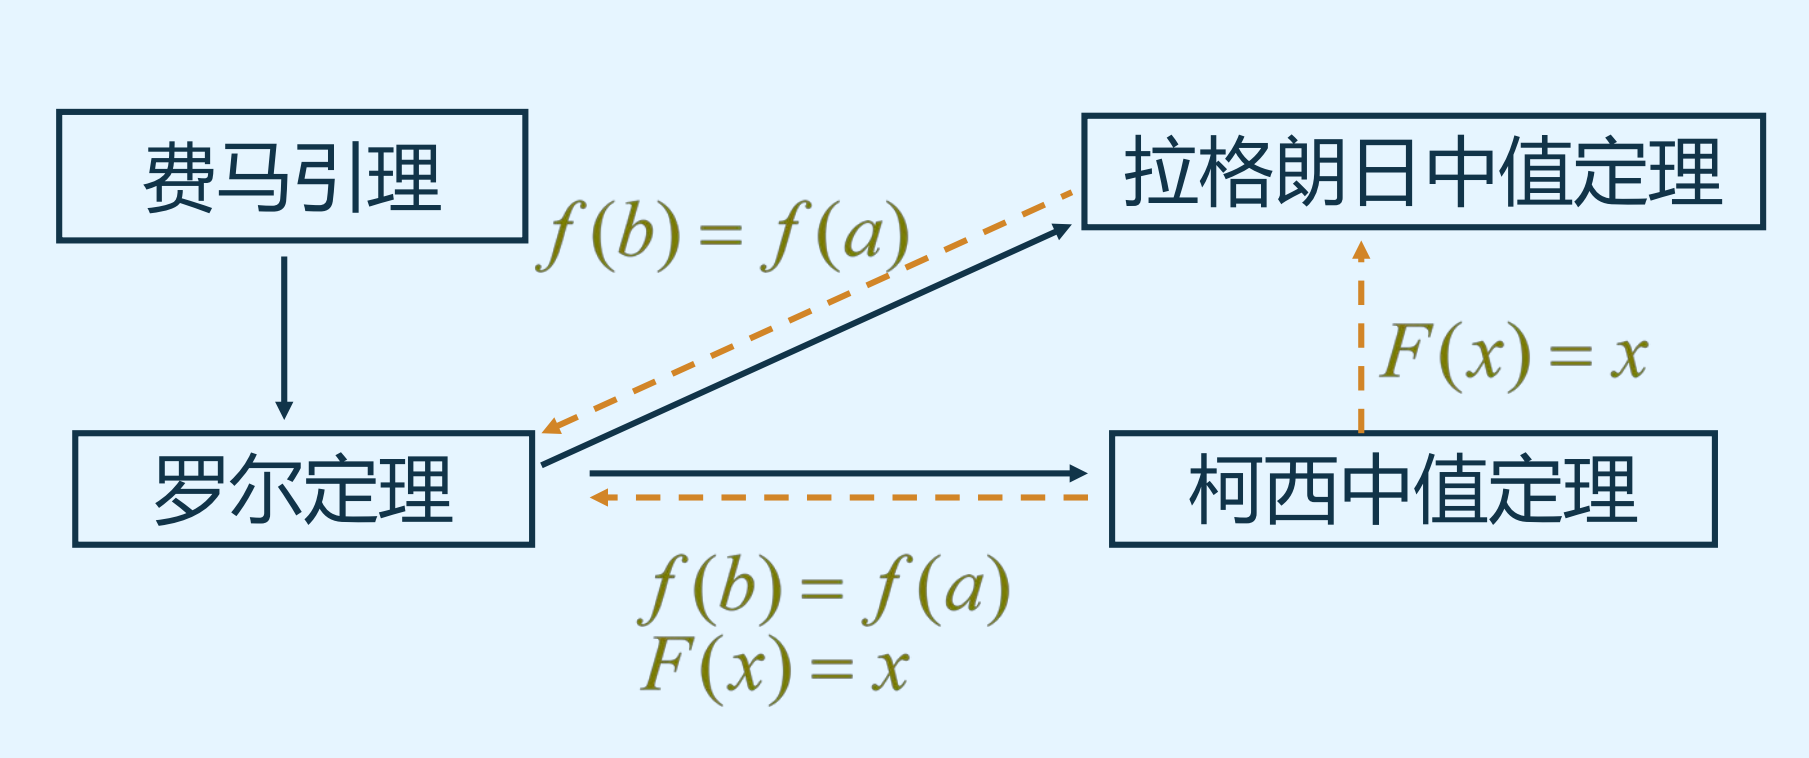 费马引理
拉格朗日中值定理
f(b) = f(a)
F(x) = x
罗尔定理
柯西中值定理
f(b) = f(a)
F(x) = x